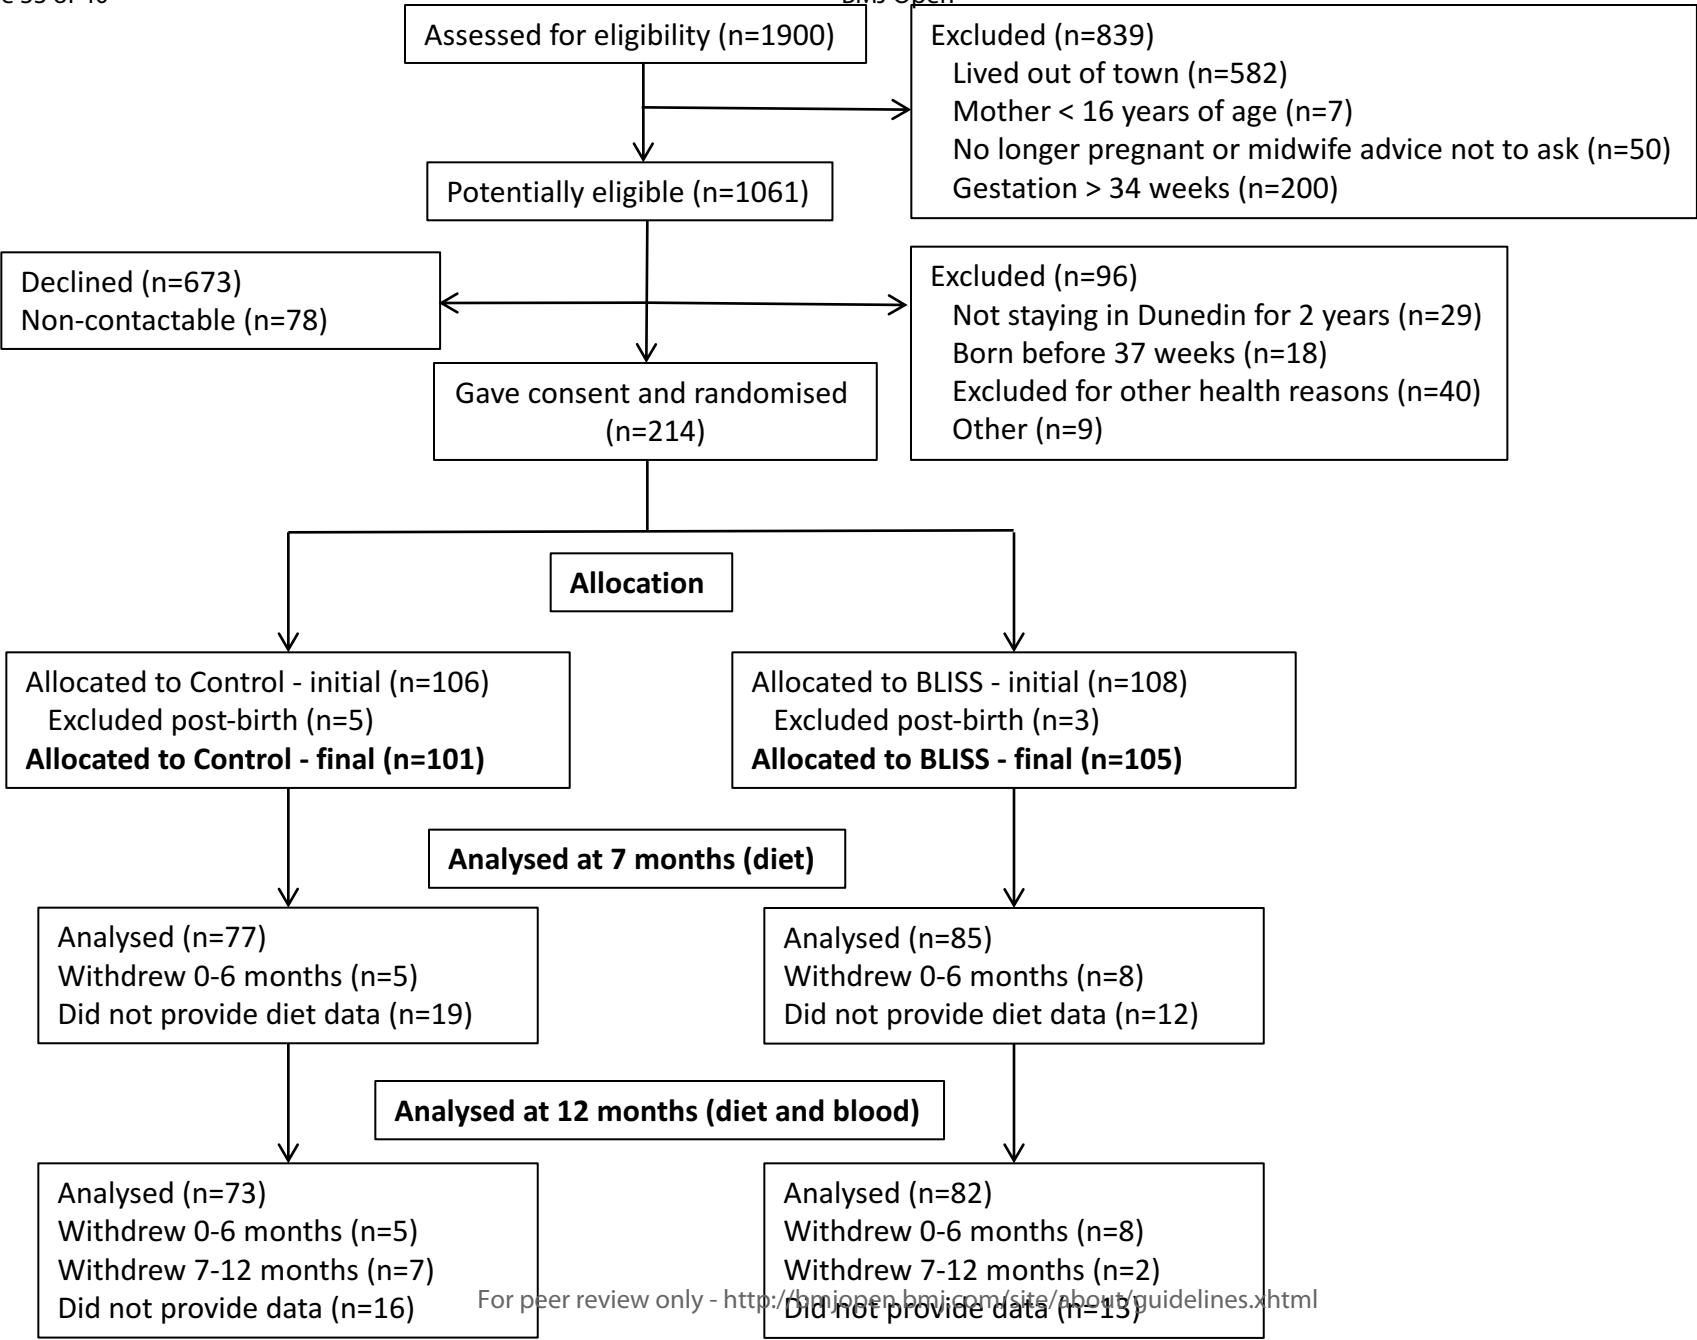 Assessed for eligibility (n=1900)
Excluded (n=839)
Lived out of town (n=582)
Mother < 16 years of age (n=7)
No longer pregnant or midwife advice not to ask (n=50)
Gestation > 34 weeks (n=200)
Potentially eligible (n=1061)
Declined (n=673)
Non-contactable (n=78)
Excluded (n=96)
Not staying in Dunedin for 2 years (n=29)
Born before 37 weeks (n=18)
Excluded for other health reasons (n=40)
Other (n=9)
Gave consent and randomised
(n=214)
Allocation
Allocated to Control - initial (n=106)
Excluded post-birth (n=5)
Allocated to Control - final (n=101)
Allocated to BLISS - initial (n=108)
Excluded post-birth (n=3)
Allocated to BLISS - final (n=105)
Analysed at 7 months (diet)
Analysed (n=77)
Withdrew 0-6 months (n=5)
Did not provide diet data (n=19)
Analysed (n=85)
Withdrew 0-6 months (n=8)
Did not provide diet data (n=12)
Analysed at 12 months (diet and blood)
Analysed (n=73)
Withdrew 0-6 months (n=5)
Withdrew 7-12 months (n=7)
Did not provide data (n=16)
Analysed (n=82)
Withdrew 0-6 months (n=8)
Withdrew 7-12 months (n=2)
Did not provide data (n=13)
For peer review only - http://bmjopen.bmj.com/site/about/guidelines.xhtml